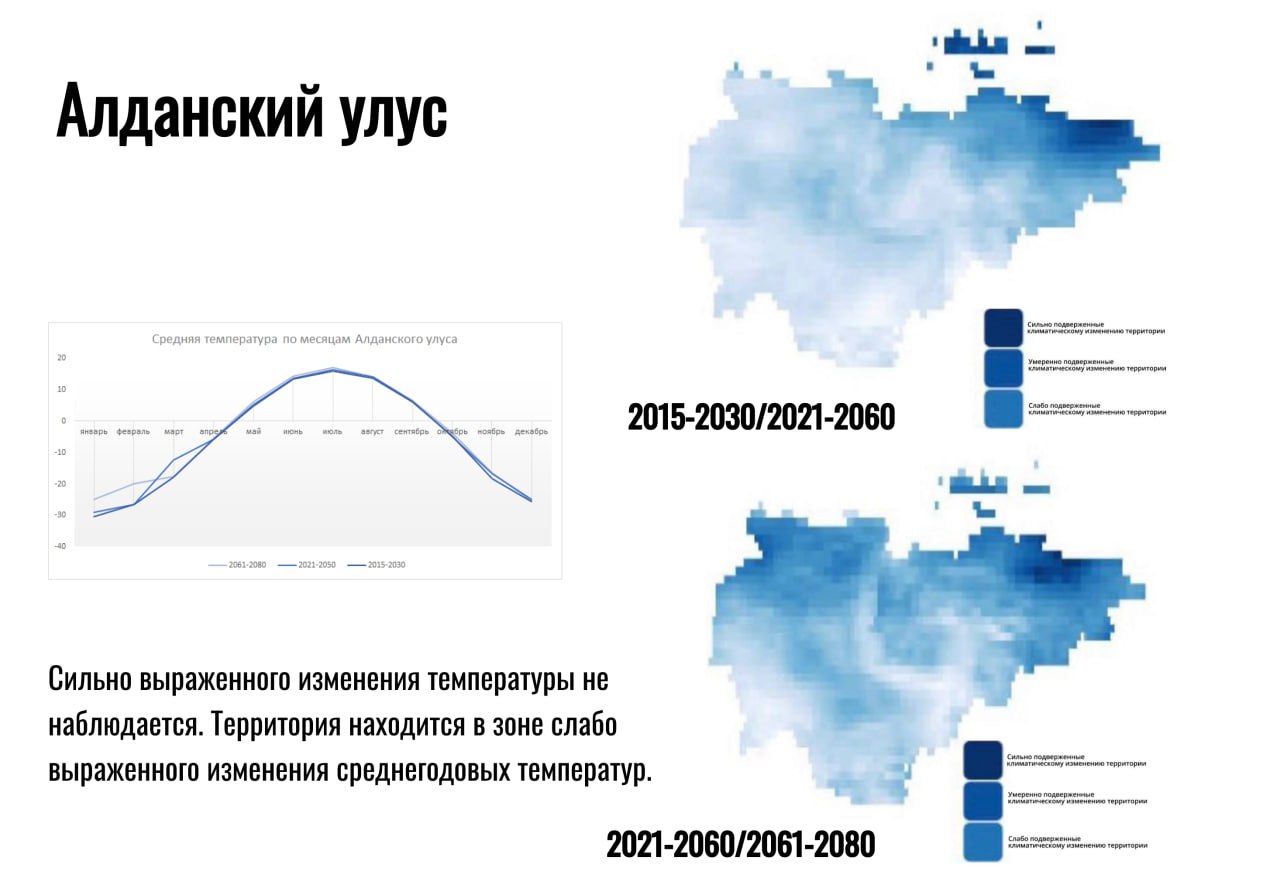 Алданский улус
Средняя температура по месяцам Алданского улуса
20
10
0
-10
-20
-30
-40
январь февраль март апрель май июнь июль август сентябрь октябрь ноябрь декабрь
2061-2080 2021-2050 2015-2030
Сильно выраженного изменения температуры не
наблюдается. Территория находится в зоне слабо
выраженного изменения среднегодовых температур.
Сильно подверженные
климатическому изменению территории
Умеренно подверженные
климатическому изменению территории
Слабо подверженные
климатическому изменению территории
2015-2030/2021-2060
Сильно подверженные
климатическому изменению территории
Умеренно подверженные
климатическому изменению территории
Слабо подверженные
климатическому изменению территории
2021-2060/2061-2080